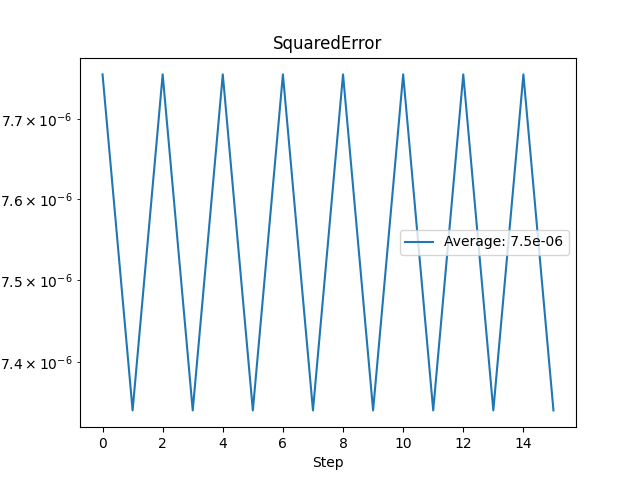 SquaredError
7.7 × 10⁻⁶
7.6 × 10⁻⁶
7.5 × 10⁻⁶
7.4 × 10⁻⁶
Average: 7.5e-06
0 2 4 6 8 10 12 14
Step